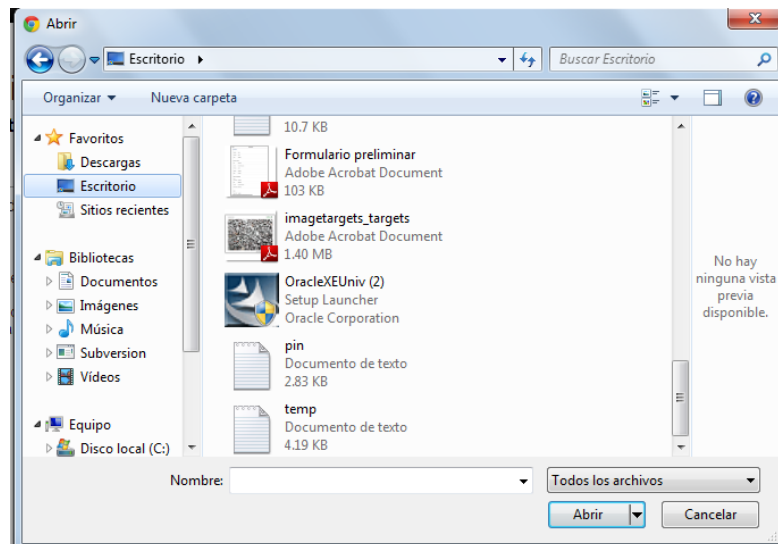 Abrir
Escritorio
Buscar Escritorio
Organizar
Nueva carpeta
Favoritos
Descargas
Escritorio
Sitios recientes
Bibliotecas
Documentos
Imágenes
Música
Subversion
Vídeos
Equipo
Disco local (C:)
10.7 KB
Formulario preliminar
Adobe Acrobat Document
103 KB
imagetargets_targets
Adobe Acrobat Document
1.40 MB
OracleXEUniv (2)
Setup Launcher
Oracle Corporation
pin
Documento de texto
2.83 KB
temp
Documento de texto
4.19 KB
No hay
ninguna vista
previa
disponible.
Nombre:
Todos los archivos
Abrir
Cancelar